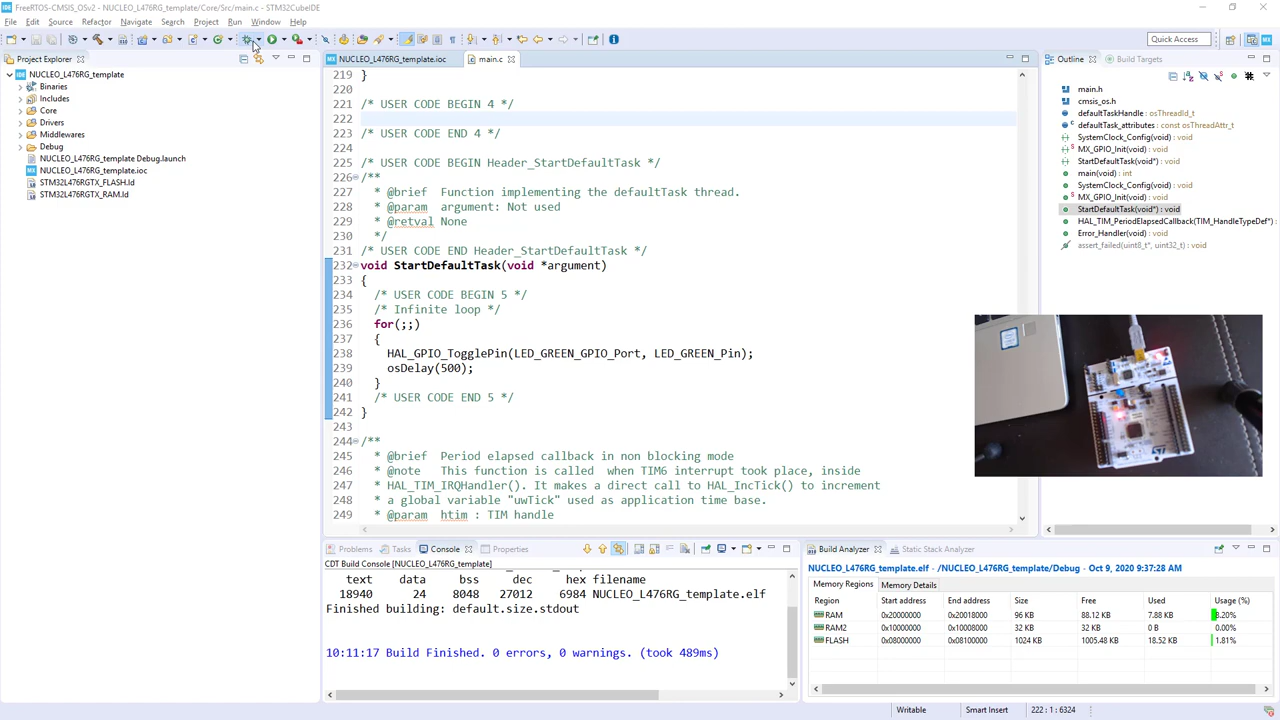 FreeRTOS-CMSIS_OSv2 - NUCLEO_L476RG_template/Core/Src/main.c - STM32CubeIDE
File Edit Source Refactor Navigate Search Project Run Window Help
Quick Access
Project Explorer
NUCLEO_L476RG_template
Binaries
Includes
Core
Drivers
Middlewares
Debug
NUCLEO_L476RG_template Debug.launch
NUCLEO_L476RG_template.ioc
STM32L476RGTX_FLASH.ld
STM32L476RGTX_RAM.ld
NUCLEO_L476RG_template.ioc main.c
219 }
220
221 /* USER CODE BEGIN 4 */
222
223 /* USER CODE END 4 */
224
225 /* USER CODE BEGIN Header_StartDefaultTask */
226 /**
227 * @brief Function implementing the defaultTask thread.
228 * @param argument: Not used
229 * @retval None
230 */
231 /* USER CODE END Header_StartDefaultTask */
232 void StartDefaultTask(void *argument)
233 {
234 /* USER CODE BEGIN 5 */
235 /* Infinite loop */
236 for(;;)
237 {
238 HAL_GPIO_TogglePin(LED_GREEN_GPIO_Port, LED_GREEN_Pin);
239 osDelay(500);
240 }
241 /* USER CODE END 5 */
242 }
243
244 /**
245 * @brief Period elapsed callback in non blocking mode
246 * @note This function is called when TIM6 interrupt took place, inside
247 * HAL_TIM_IRQHandler(). It makes a direct call to HAL_IncTick() to increment
248 * a global variable "uwTick" used as application time base.
249 * @param htim : TIM handle
Outline Build Targets
main.h
cmsis_os.h
defaultTaskHandle : osThreadId_t
defaultTask_attributes : const osThreadAttr_t
SystemClock_Config(void) : void
MX_GPIO_Init(void) : void
StartDefaultTask(void*) : void
main(void) : int
SystemClock_Config(void) : void
MX_GPIO_Init(void) : void
StartDefaultTask(void*) : void
HAL_TIM_PeriodElapsedCallback(TIM_HandleTypeDef*) :
Error_Handler(void) : void
assert_failed(uint8_t*, uint32_t) : void
Problems Tasks Console Properties
CDT Build Console [NUCLEO_L476RG_template]
text data bss dec hex filename
18940 24 8048 27012 6984 NUCLEO_L476RG_template.elf
Finished building: default.size.stdout
10:11:17 Build Finished. 0 errors, 0 warnings. (took 489ms)
Build Analyzer Static Stack Analyzer
NUCLEO_L476RG_template.elf - /NUCLEO_L476RG_template/Debug - Oct 9, 2020 9:37:28 AM
Memory Regions Memory Details
Region Start address End address Size Free Used Usage (%)
RAM 0x20000000 0x20018000 96 KB 88.12 KB 7.88 KB 8.20%
RAM2 0x10000000 0x10008000 32 KB 32 KB 0 B 0.00%
FLASH 0x08000000 0x08100000 1024 KB 1005.48 KB 18.52 KB 1.81%
Writable Smart Insert 222 : 1 : 6324